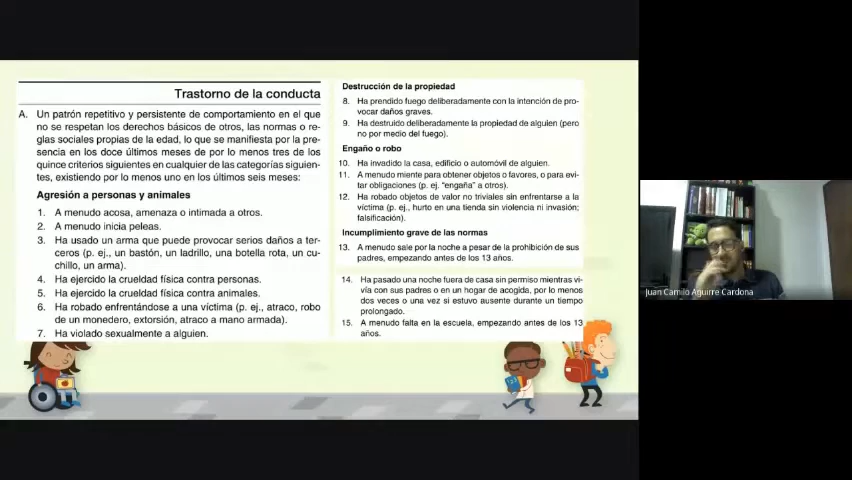 Trastorno de la conducta
A. Un patrón repetitivo y persistente de comportamiento en el que
no se respetan los derechos básicos de otros, las normas o re-
glas sociales propias de la edad, lo que se manifiesta por la pre-
sencia en los doce últimos meses de por lo menos tres de los
quince criterios siguientes en cualquier de las categorías siguien-
tes, existiendo por lo menos uno en los últimos seis meses:
Agresión a personas y animales
1. A menudo acosa, amenaza o intimada a otros.
2. A menudo inicia peleas.
3. Ha usado un arma que puede provocar serios daños a ter-
ceros (p. ej., un bastón, un ladrillo, una botella rota, un cu-
chillo, un arma).
4. Ha ejercido la crueldad física contra personas.
5. Ha ejercido la crueldad física contra animales.
6. Ha robado enfrentándose a una víctima (p. ej., atraco, robo
de un monedero, extorsión, atraco a mano armada).
7. Ha violado sexualmente a alguien.
Destrucción de la propiedad
8. Ha prendido fuego deliberadamente con la intención de pro-
vocar daños graves.
9. Ha destruido deliberadamente la propiedad de alguien (pero
no por medio del fuego).
Engaño o robo
10. Ha invadido la casa, edificio o automóvil de alguien.
11. A menudo miente para obtener objetos o favores, o para evi-
tar obligaciones (p. ej. "engaña" a otros).
12. Ha robado objetos de valor no triviales sin enfrentarse a la
víctima (p. ej., hurto en una tienda sin violencia ni invasión;
falsificación).
Incumplimiento grave de las normas
13. A menudo sale por la noche a pesar de la prohibición de sus
padres, empezando antes de los 13 años.
14. Ha pasado una noche fuera de casa sin permiso mientras vi-
vía con sus padres o en un hogar de acogida, por lo menos
dos veces o una vez si estuvo ausente durante un tiempo
prolongado.
15. A menudo falta en la escuela, empezando antes de los 13
años.
Juan Camilo Aguirre Cardona